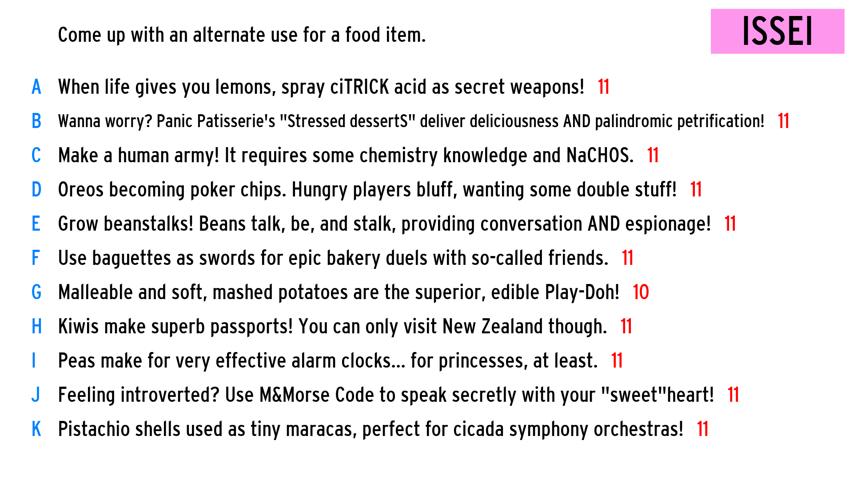 Come up with an alternate use for a food item.
ISSEI
A When life gives you lemons, spray ciTRICK acid as secret weapons! 11
B Wanna worry? Panic Patisserie's "Stressed dessertS" deliver deliciousness AND palindromic petrification! 11
C Make a human army! It requires some chemistry knowledge and NaCHOS. 11
D Oreos becoming poker chips. Hungry players bluff, wanting some double stuff! 11
E Grow beanstalks! Beans talk, be, and stalk, providing conversation AND espionage! 11
F Use baguettes as swords for epic bakery duels with so-called friends. 11
G Malleable and soft, mashed potatoes are the superior, edible Play-Doh! 10
H Kiwis make superb passports! You can only visit New Zealand though. 11
I Peas make for very effective alarm clocks... for princesses, at least. 11
J Feeling introverted? Use M&Morse Code to speak secretly with your "sweet"heart! 11
K Pistachio shells used as tiny maracas, perfect for cicada symphony orchestras! 11